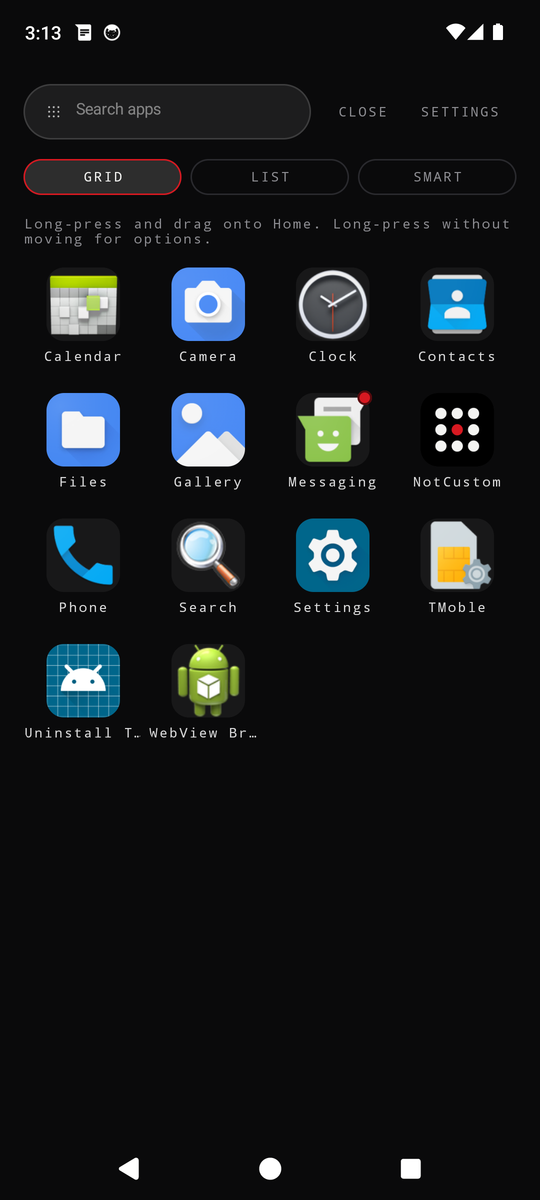 3:13
Search apps
CLOSE
SETTINGS
GRID
LIST
SMART
Long-press and drag onto Home. Long-press without
moving for options.
Calendar
Camera
Clock
Contacts
Files
Gallery
Messaging
NotCustom
Phone
Search
Settings
TMoble
Uninstall T…
WebView Br…